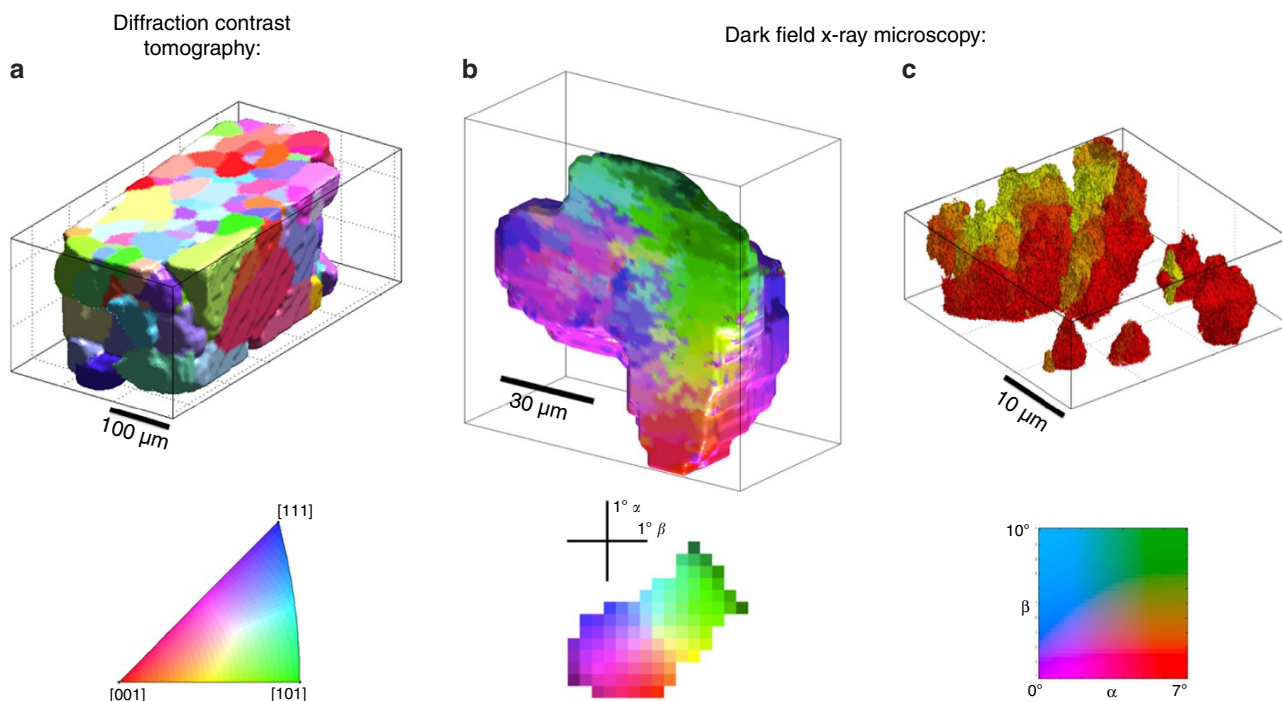 Diffraction contrast
tomography:
Dark field x-ray microscopy:
a
b
c
100 µm
30 µm
10 µm
[111]
[001]
[101]
1° α
1° β
10°
β
0°
α
7°